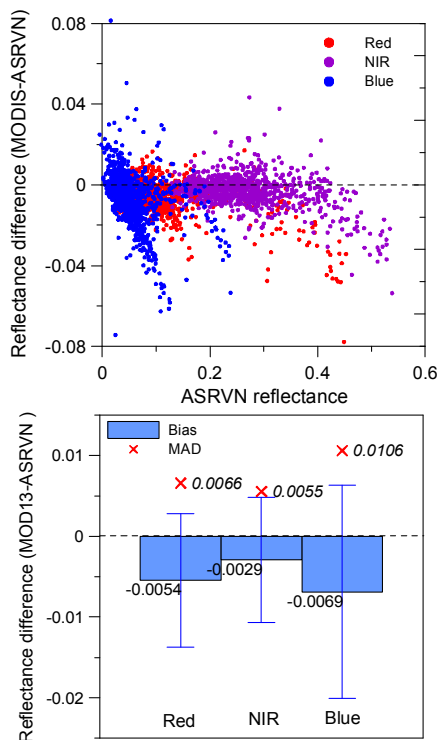 Reflectance difference (MODIS-ASRVN)
0.08
0.04
0
-0.04
-0.08
Red
NIR
Blue
0
0.2
0.4
0.6
ASRVN reflectance
Reflectance difference (MOD13-ASRVN )
0.01
0
-0.01
-0.02
Bias
MAD
0.0066
0.0055
0.0106
-0.0054
-0.0029
-0.0069
Red
NIR
Blue